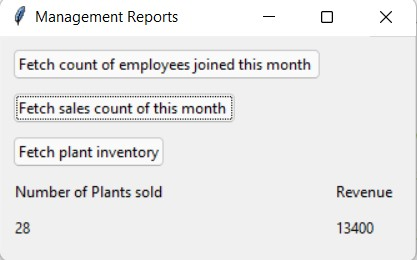 Management Reports
Fetch count of employees joined this month
Fetch sales count of this month
Fetch plant inventory
Number of Plants sold Revenue
28 13400